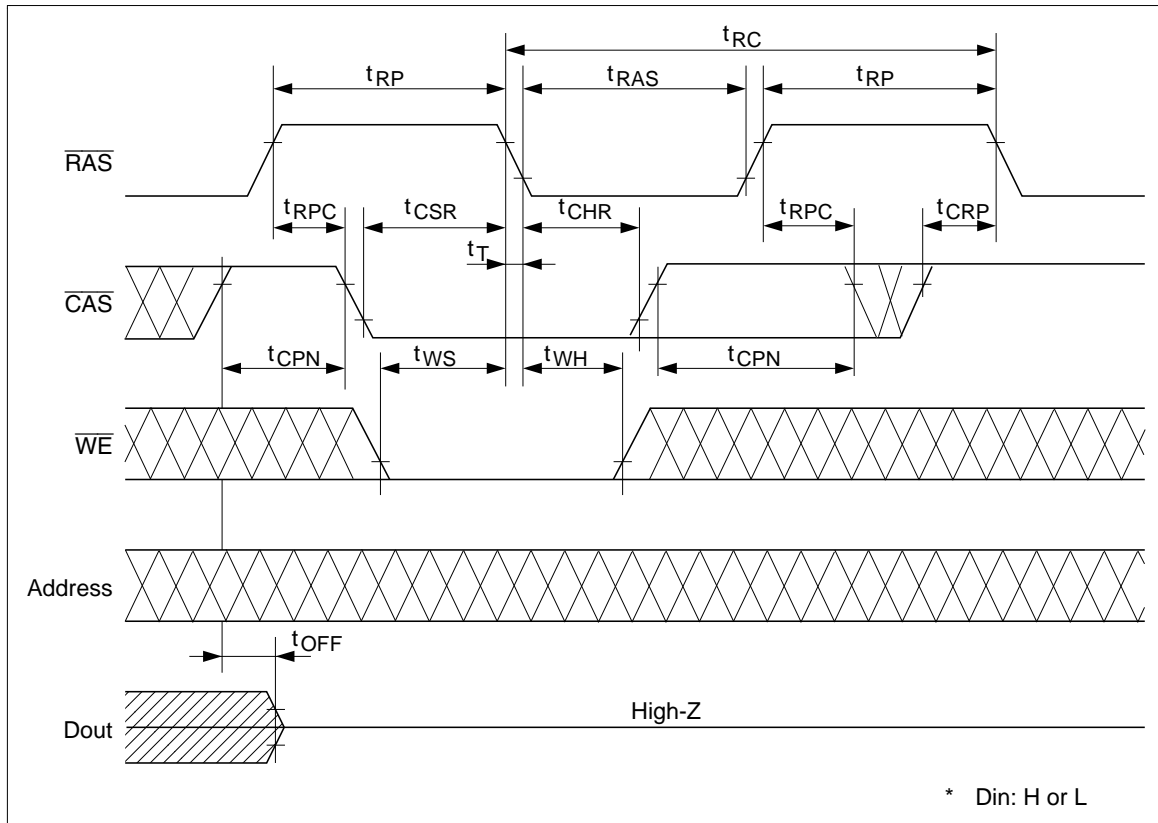 tRC
tRP tRAS tRP
RAS
tRPC tCSR tCHR tRPC tCRP
tT
CAS
tCPN tWS tWH tCPN
WE
Address
tOFF
High-Z
Dout
* Din: H or L